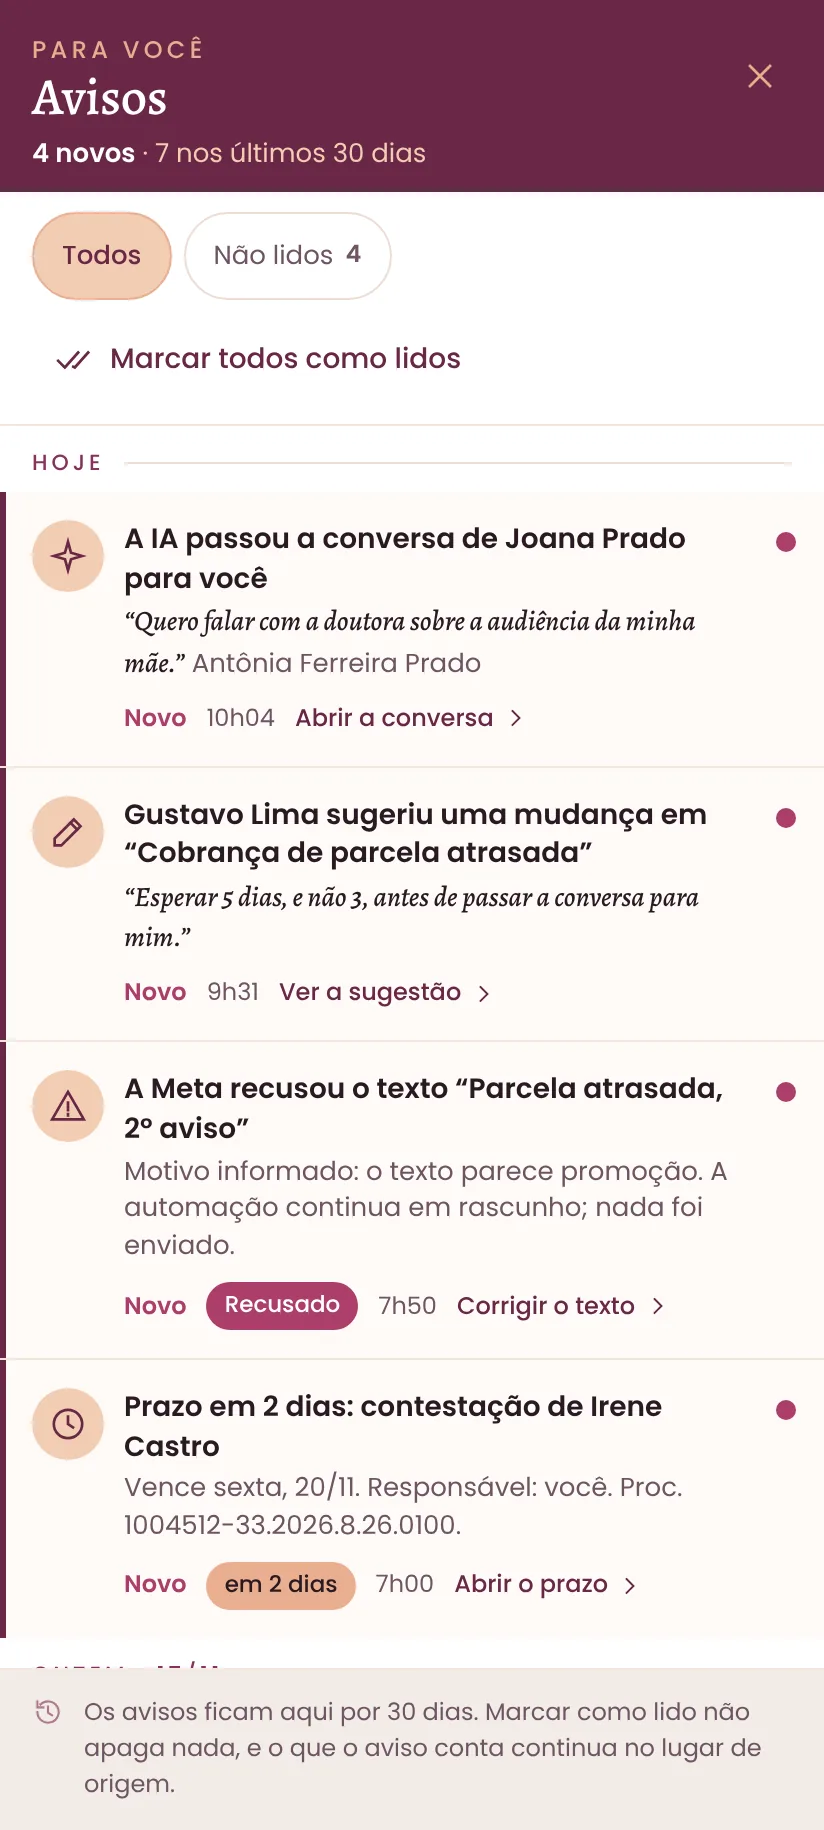 PARA VOCÊ
Avisos
4 novos · 7 nos últimos 30 dias
Todos
Não lidos 4
Marcar todos como lidos
HOJE
A IA passou a conversa de Joana Prado
para você
“Quero falar com a doutora sobre a audiência da minha
mãe.” Antônia Ferreira Prado
Novo 10h04 Abrir a conversa
Gustavo Lima sugeriu uma mudança em
“Cobrança de parcela atrasada”
“Esperar 5 dias, e não 3, antes de passar a conversa para
mim.”
Novo 9h31 Ver a sugestão
A Meta recusou o texto “Parcela atrasada,
2º aviso”
Motivo informado: o texto parece promoção. A
automação continua em rascunho; nada foi
enviado.
Novo Recusado 7h50 Corrigir o texto
Prazo em 2 dias: contestação de Irene
Castro
Vence sexta, 20/11. Responsável: você. Proc.
1004512-33.2026.8.26.0100.
Novo em 2 dias 7h00 Abrir o prazo
Os avisos ficam aqui por 30 dias. Marcar como lido não
apaga nada, e o que o aviso conta continua no lugar de
origem.